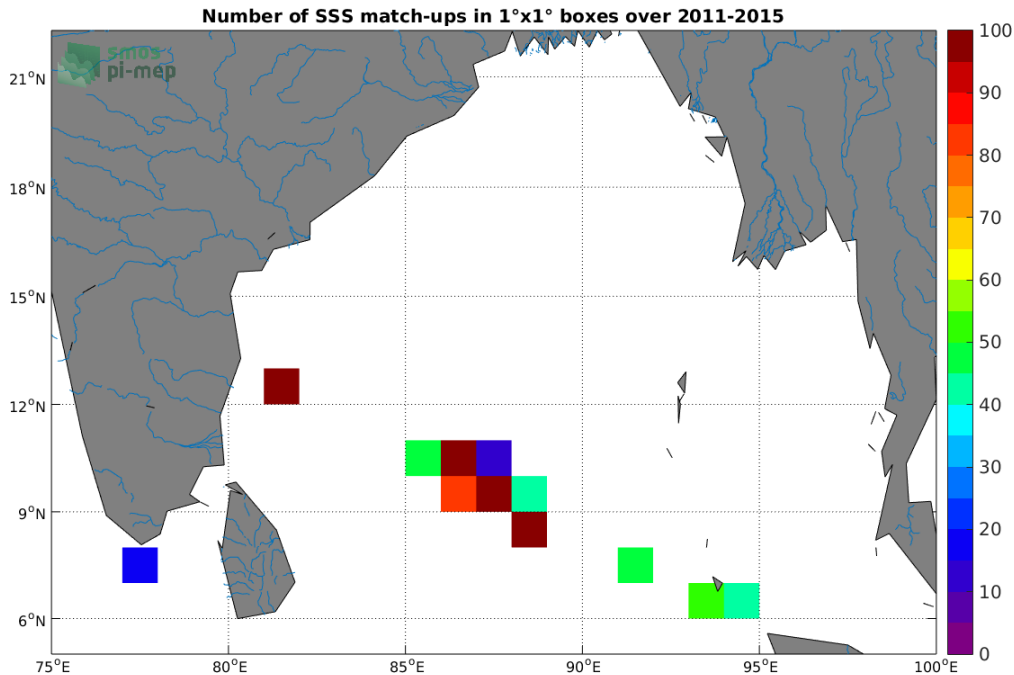 Number of SSS match-ups in 1°x1° boxes over 2011-2015
smos
pi-mep
21°N
18°N
15°N
12°N
9°N
6°N
75°E
80°E
85°E
90°E
95°E
100°E
100
90
80
70
60
50
40
30
20
10
0